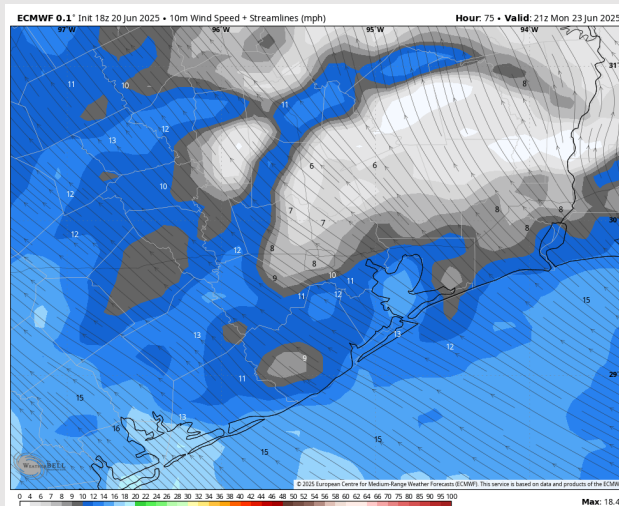 ECMWF 0.1° Init 18z 20 Jun 2025 • 10m Wind Speed + Streamlines (mph)
Hour: 75 • Valid: 21z Mon 23 Jun 2025
97°W 96°W 95°W 94°W
31°
8
11 10
11
12
13
6 6
10
12
7 8 8
7 8
30
12 12
8
8
9 10 11
11 12
15
13 13
12
29
9
11
15
13
16
15
15
WeatherBELL
© 2025 European Centre for Medium-Range Weather Forecasts (ECMWF). This service is based on data and products of the ECMW
0 4 6 7 8 9 10 12 14 16 18 20 22 24 26 28 30 32 34 36 38 40 42 44 46 48 50 52 54 56 58 60 62 64 66 68 70 75 80 85 90 95 100
Max: 18.4